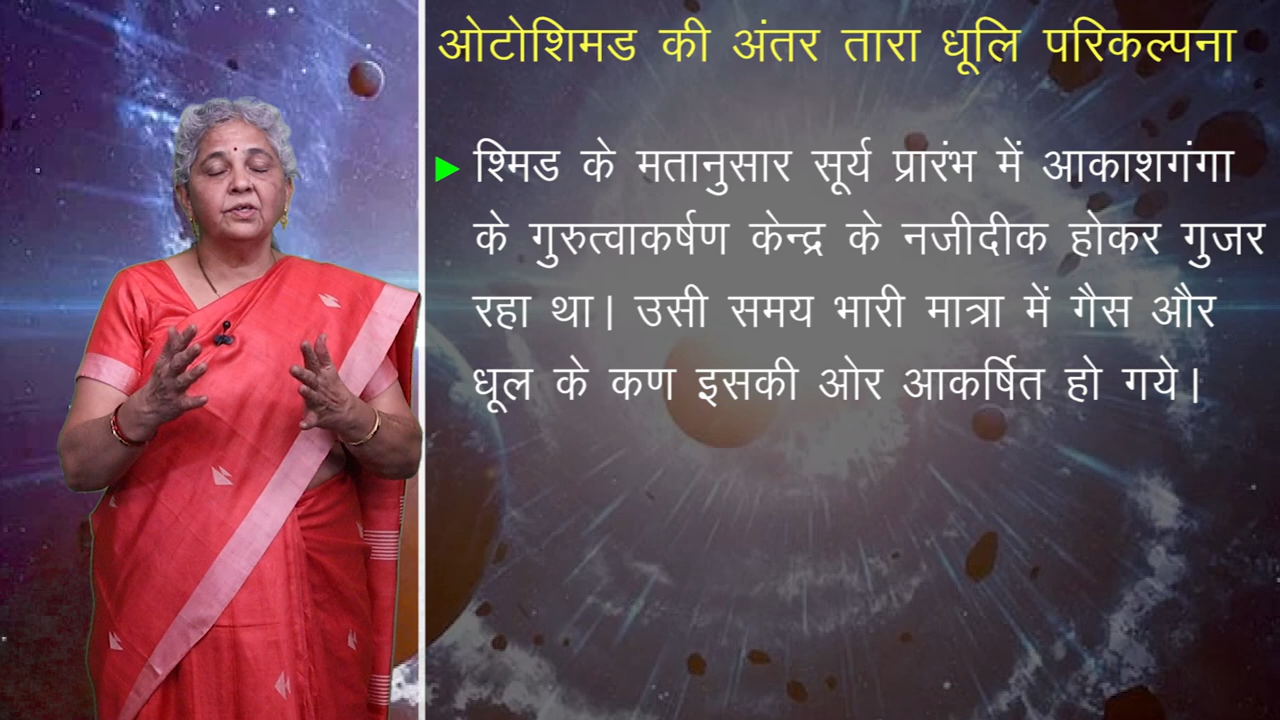 ओटोशिमड की अंतर तारा धूलि परिकल्पना
श्मिड के मतानुसार सूर्य प्रारंभ में आकाशगंगा
के गुरुत्वाकर्षण केन्द्र के नजीदीक होकर गुजर
रहा था। उसी समय भारी मात्रा में गैस और
धूल के कण इसकी ओर आकर्षित हो गये।